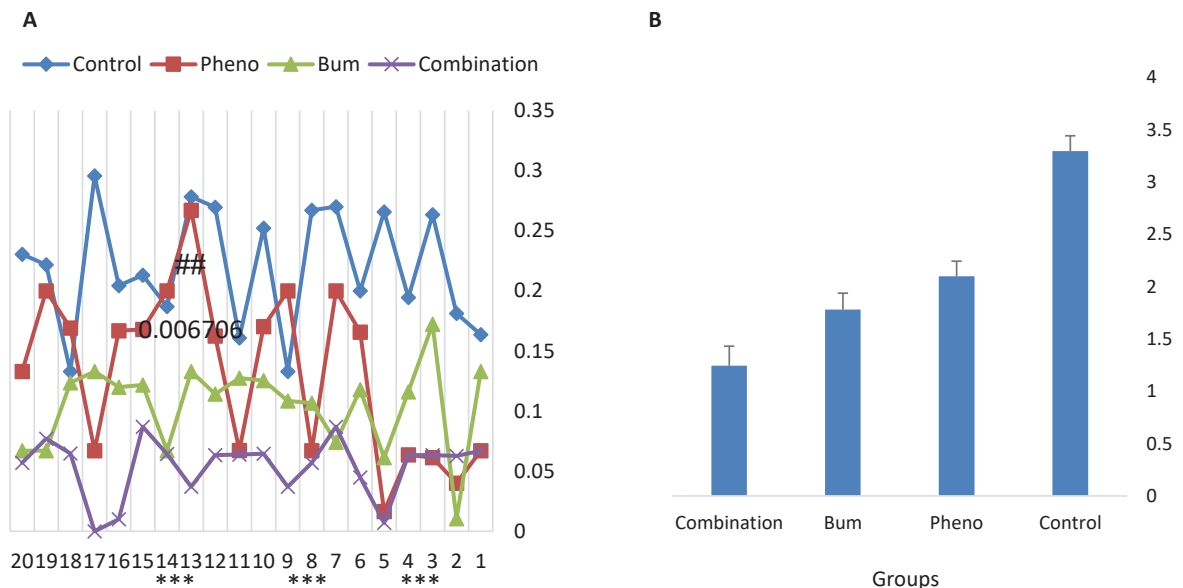 A
Control Pheno Bum Combination
0.35
0.3
0.25
0.2
0.15
0.1
0.05
0
##
0.006706
20 19 18 17 16 15 14 13 12 11 10 9 8 7 6 5 4 3 2 1
*** *** ***
B
4
3.5
3
2.5
2
1.5
1
0.5
0
Combination Bum Pheno Control
Groups